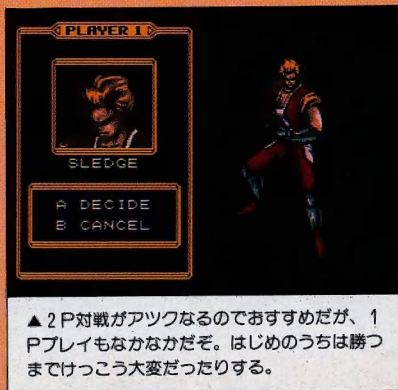 PLAYER 1
SLEDGE
A DECIDE
B CANCEL
▲2P対戦がアツクなるのでおすすめだが、1
Pプレイもなかなかだぞ。はじめのうちは勝つ
までけっこう大変だったりする。